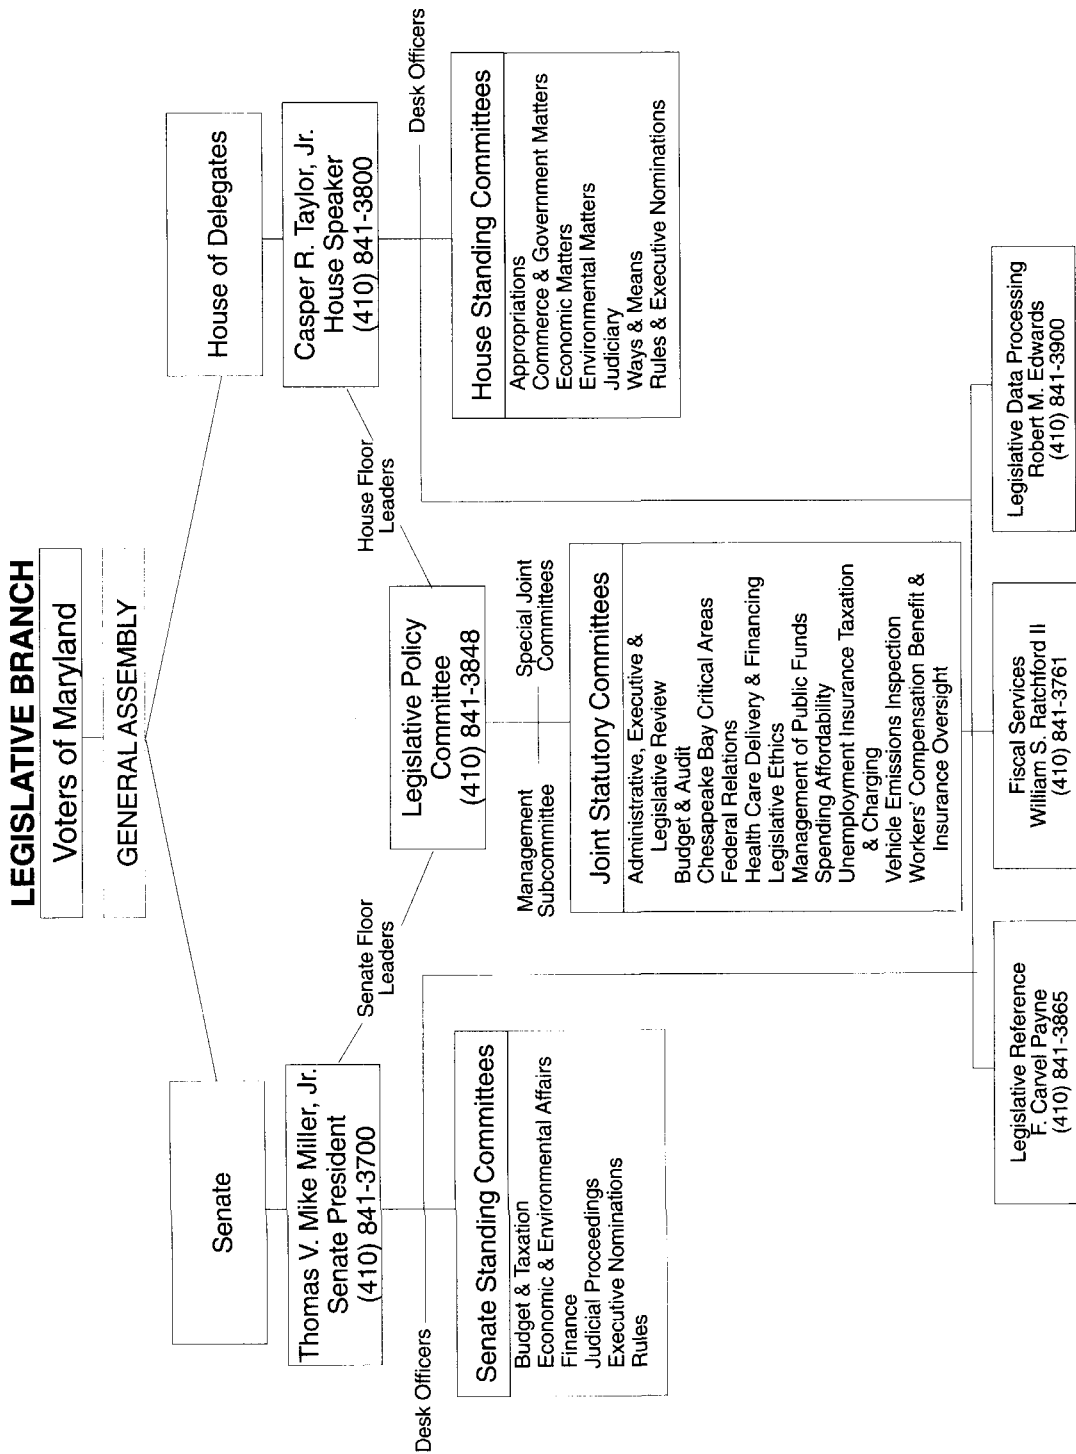 LEGISLATIVE BRANCH
Voters of Maryland
GENERAL ASSEMBLY
Senate
House of Delegates
Thomas V. Mike Miller, Jr.
Senate President
(410) 841-3700
Casper R. Taylor, Jr.
House Speaker
(410) 841-3800
Senate Floor
Leaders
House Floor
Leaders
Legislative Policy
Committee
(410) 841-3848
Desk Officers
Desk Officers
Senate Standing Committees
Budget & Taxation
Economic & Environmental Affairs
Finance
Judicial Proceedings
Executive Nominations
Rules
Management
Subcommittee
Special Joint
Committees
House Standing Committees
Appropriations
Commerce & Government Matters
Economic Matters
Environmental Matters
Judiciary
Ways & Means
Rules & Executive Nominations
Joint Statutory Committees
Administrative, Executive &
Legislative Review
Budget & Audit
Chesapeake Bay Critical Areas
Federal Relations
Health Care Delivery & Financing
Legislative Ethics
Management of Public Funds
Spending Affordability
Unemployment Insurance Taxation
& Charging
Vehicle Emissions Inspection
Workers' Compensation Benefit &
Insurance Oversight
Legislative Reference
F. Carvel Payne
(410) 841-3865
Fiscal Services
William S. Ratchford II
(410) 841-3761
Legislative Data Processing
Robert M. Edwards
(410) 841-3900